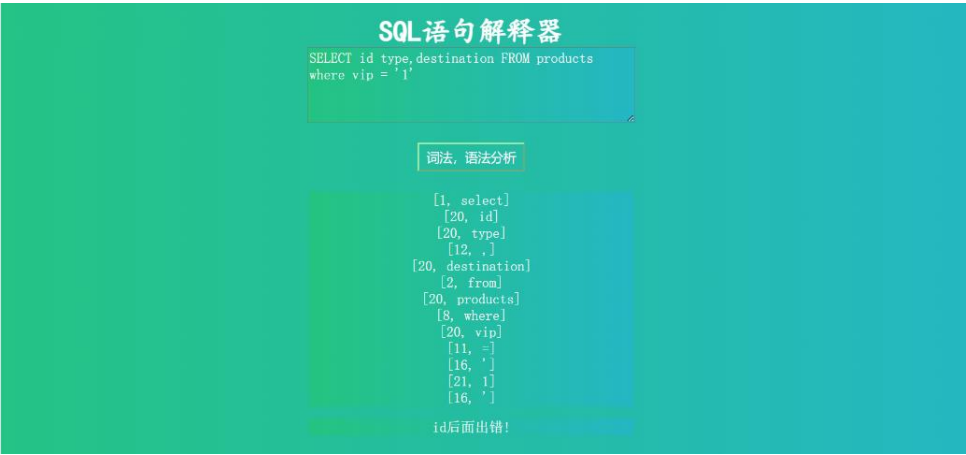 SQL语句解释器
SELECT id type,destination FROM products
where vip = '1'
词法, 语法分析
[1, select]
[20, id]
[20, type]
[12, ,]
[20, destination]
[2, from]
[20, products]
[8, where]
[20, vip]
[11, =]
[16, ']
[21, 1]
[16, ']
id后面出错!